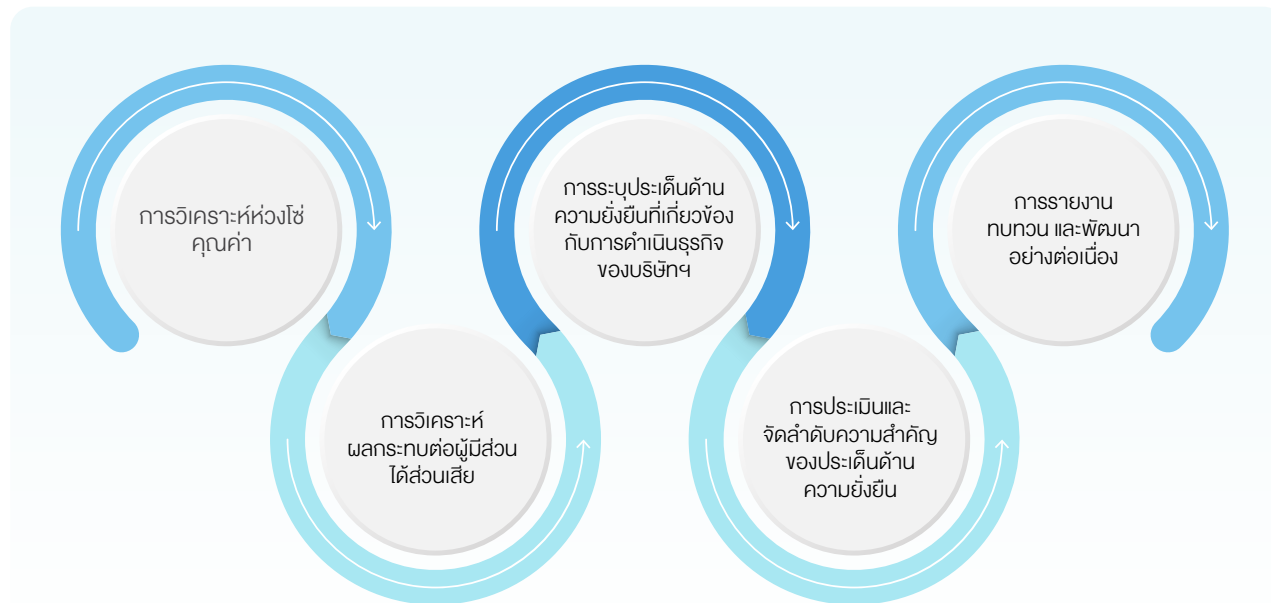 การวิเคราะห์ห่วงโซ่
คุณค่า
การวิเคราะห์
ผลกระทบต่อผู้มีส่วน
ได้ส่วนเสีย
การระบุประเด็นด้าน
ความยั่งยืนที่เกี่ยวข้อง
กับการดำเนินธุรกิจ
ของบริษัทฯ
การประเมินและ
จัดลำดับความสำคัญ
ของประเด็นด้าน
ความยั่งยืน
การรายงาน
ทบทวน และพัฒนา
อย่างต่อเนื่อง